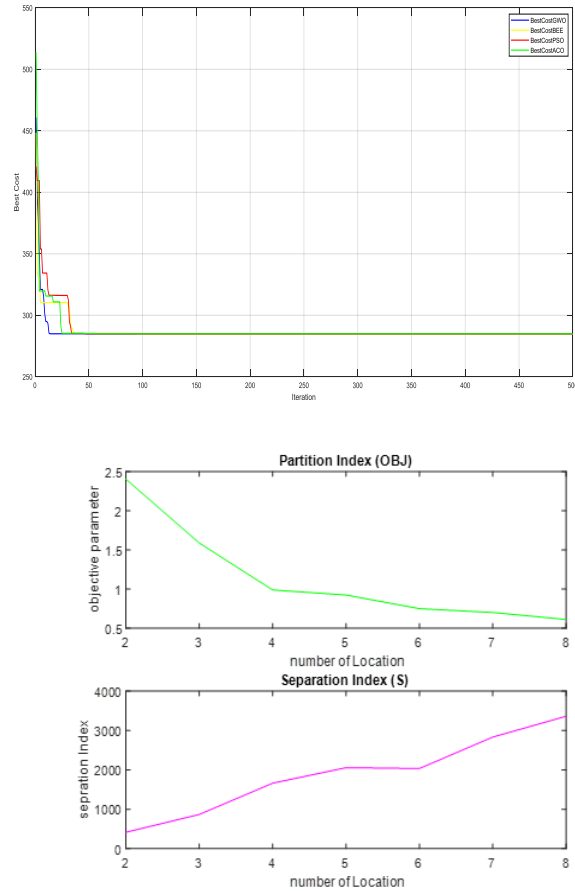 550
500
450
400
350
300
250
Best Cost
BestCostGWO
BestCostBEE
BestCostPSO
BestCostACO
0 50 100 150 200 250 300 350 400 450 500
Iteration
Partition Index (OBJ)
2.5
2
1.5
1
0.5
objective parameter
2 3 4 5 6 7 8
number of Location
Separation Index (S)
4000
3000
2000
1000
0
sepration Index
2 3 4 5 6 7 8
number of Location